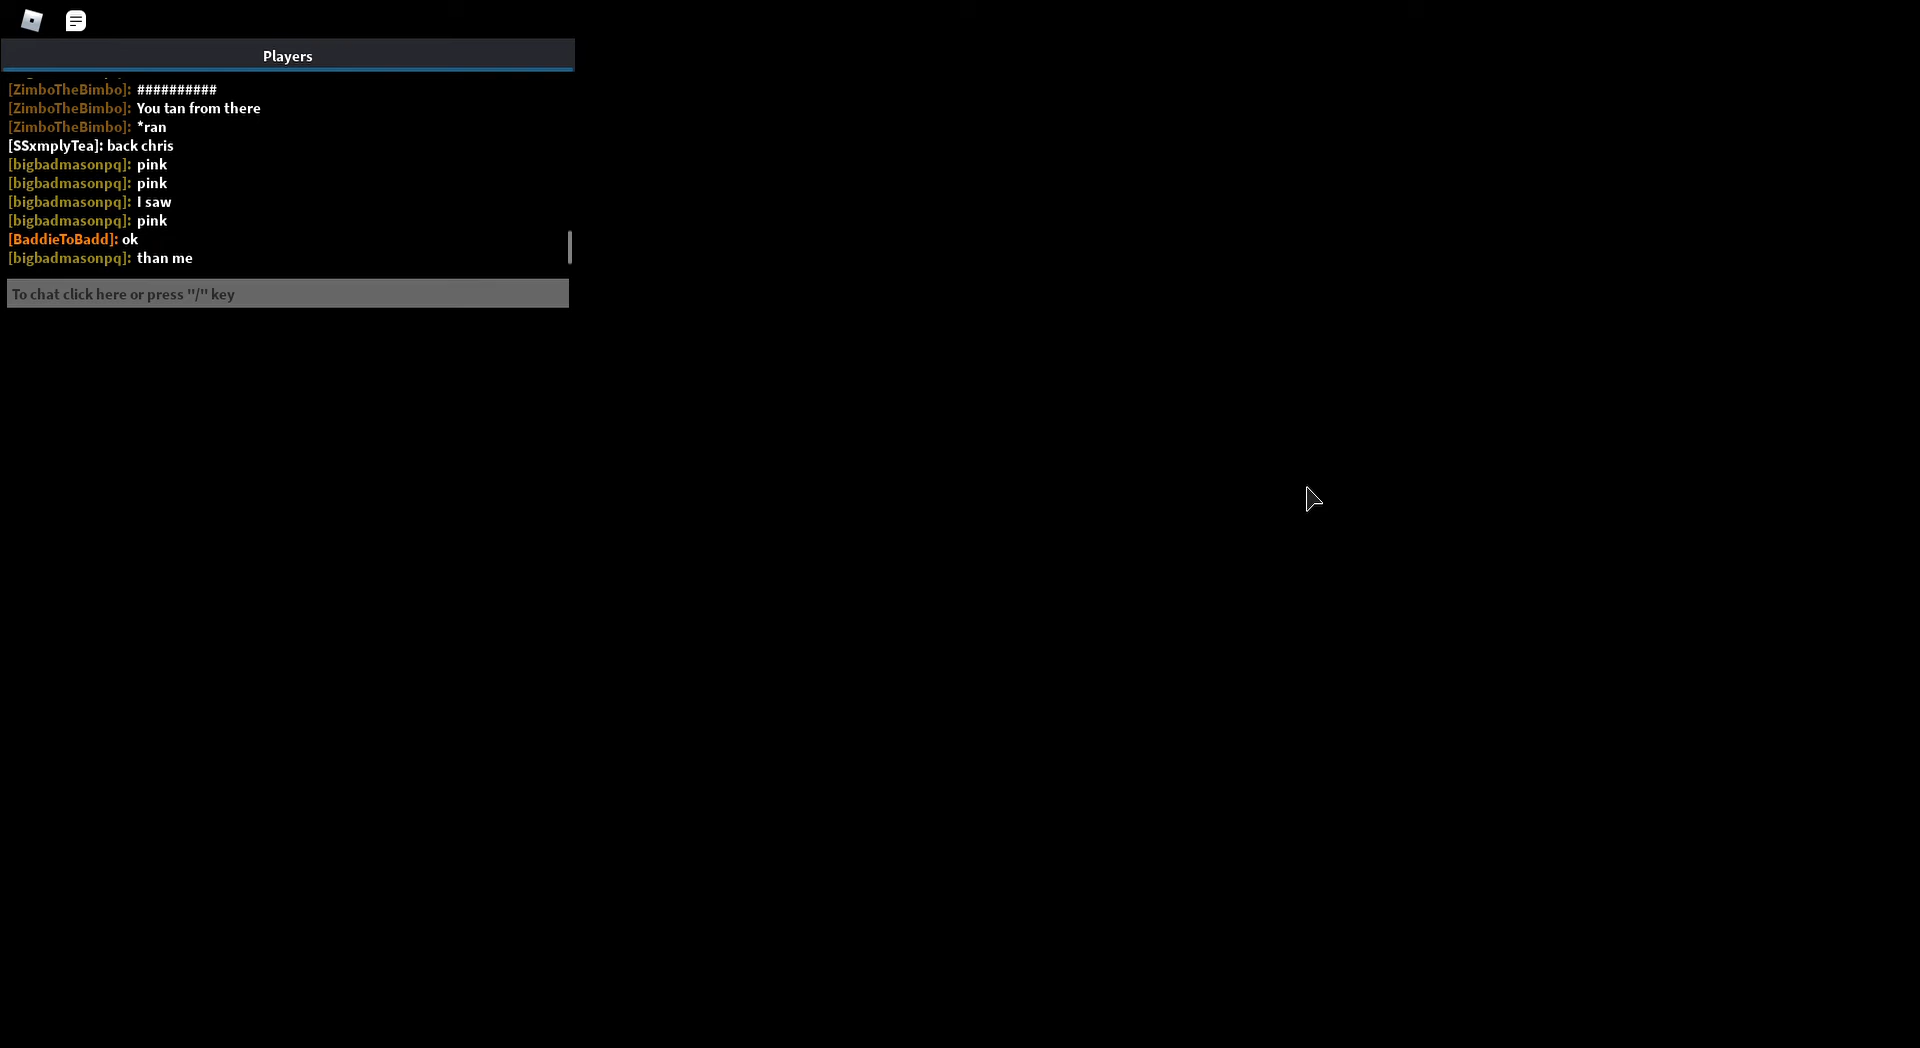 Players
[ZimboTheBimbo]: ##########
[ZimboTheBimbo]: You tan from there
[ZimboTheBimbo]: *ran
[SSxmplyTea]: back chris
[bigbadmasonpq]: pink
[bigbadmasonpq]: pink
[bigbadmasonpq]: I saw
[bigbadmasonpq]: pink
[BaddieToBadd]: ok
[bigbadmasonpq]: than me
To chat click here or press "/" key